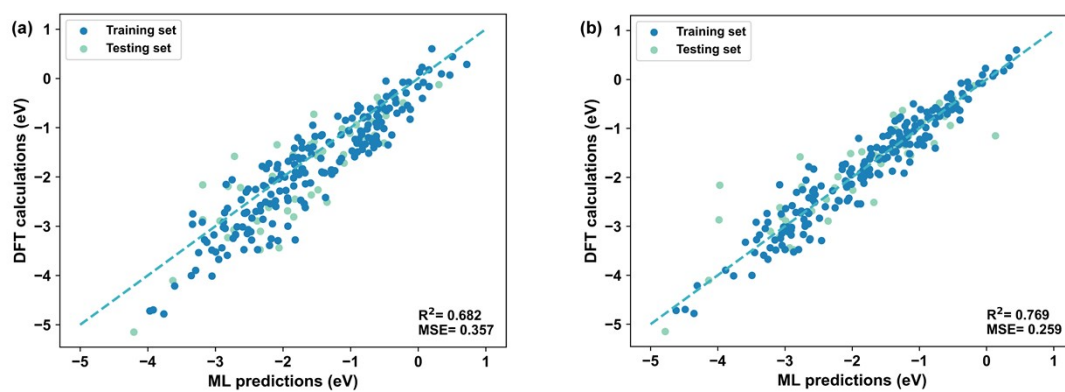 (a)
Training set
Testing set
1
0
−1
−2
−3
−4
−5
DFT calculations (eV)
R²= 0.682
MSE= 0.357
−5 −4 −3 −2 −1 0 1
ML predictions (eV)
(b)
Training set
Testing set
1
0
−1
−2
−3
−4
−5
DFT calculations (eV)
R²= 0.769
MSE= 0.259
−5 −4 −3 −2 −1 0 1
ML predictions (eV)